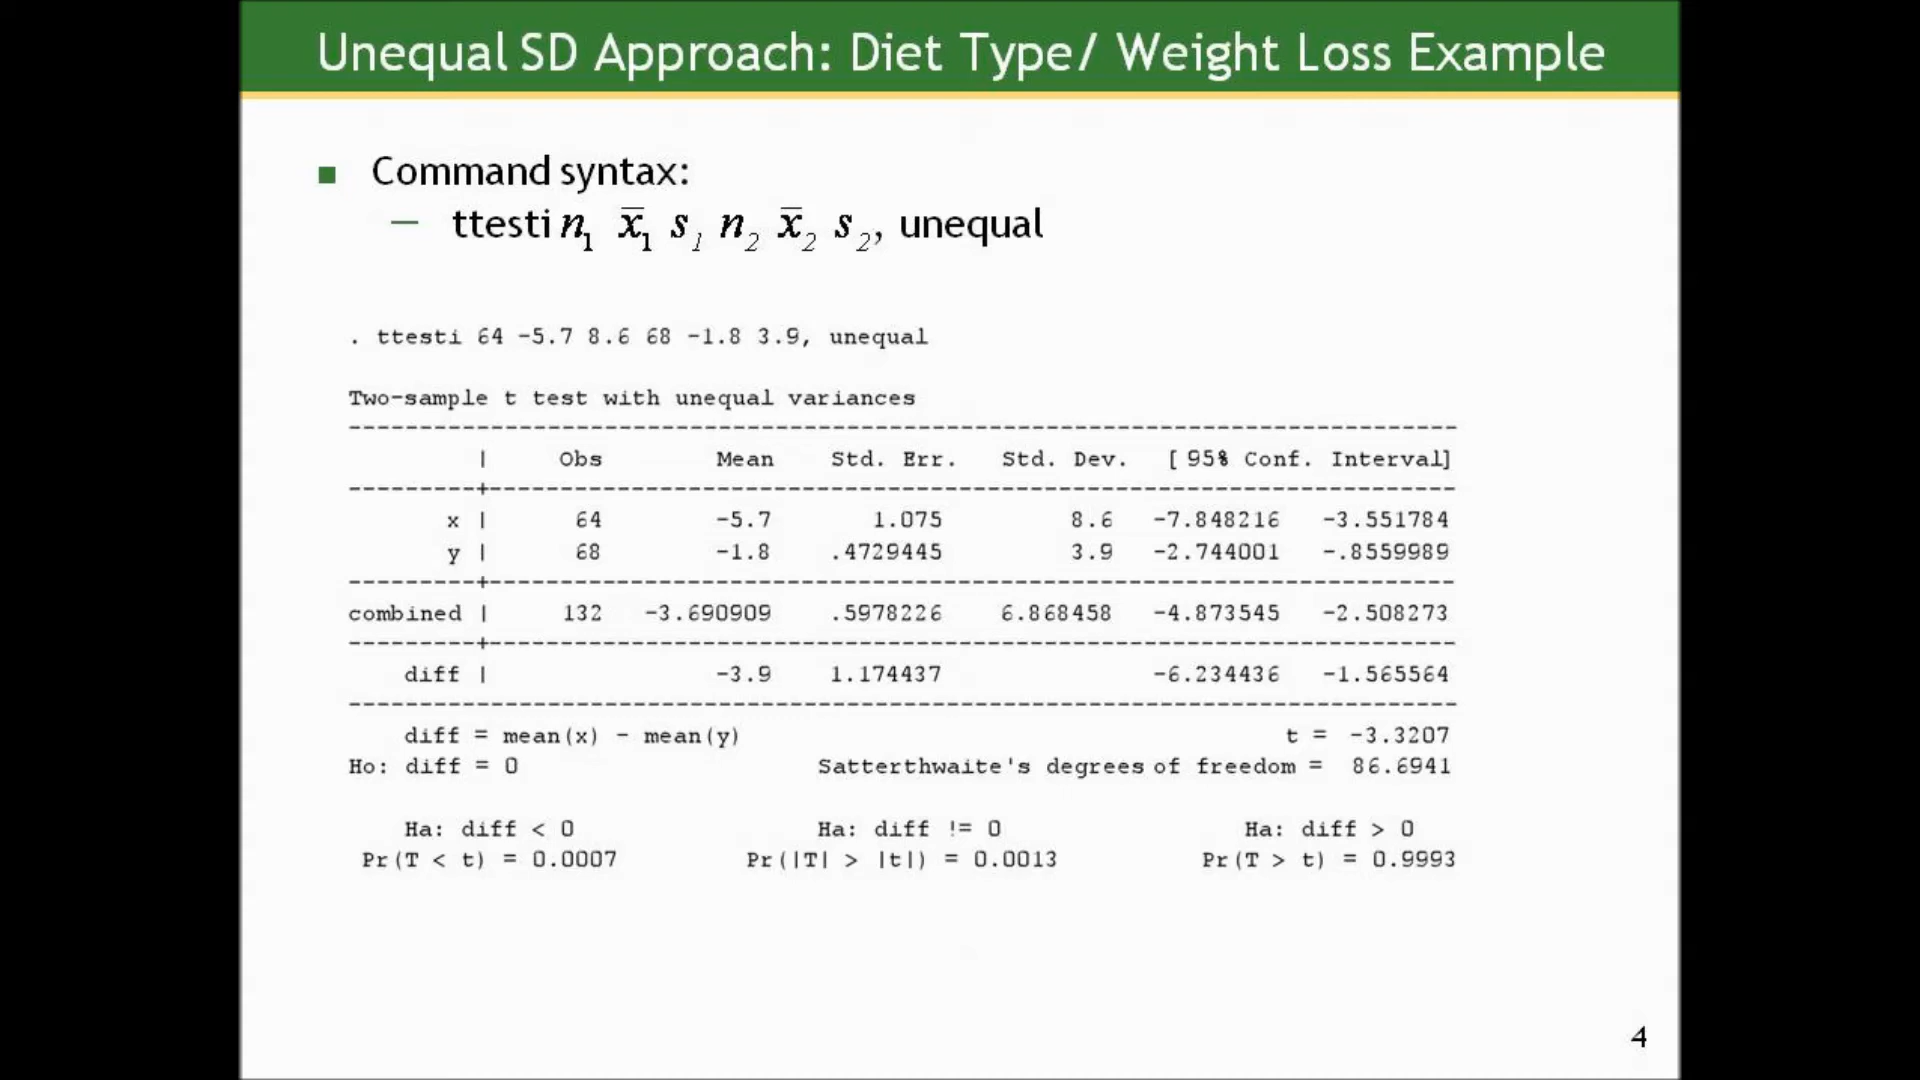 Unequal SD Approach: Diet Type/ Weight Loss Example
■ Command syntax:
— ttesti n₁ x̄₁ s₁ n₂ x̄₂ s₂, unequal
. ttesti 64 -5.7 8.6 68 -1.8 3.9, unequal
Two-sample t test with unequal variances
------------------------------------------------------------------------------
| Obs Mean Std. Err. Std. Dev. [ 95% Conf. Interval]
---------+--------------------------------------------------------------------
x | 64 -5.7 1.075 8.6 -7.848216 -3.551784
y | 68 -1.8 .4729445 3.9 -2.744001 -.8559989
---------+--------------------------------------------------------------------
combined | 132 -3.690909 .5978226 6.868458 -4.873545 -2.508273
---------+--------------------------------------------------------------------
diff | -3.9 1.174437 -6.234436 -1.565564
------------------------------------------------------------------------------
diff = mean(x) - mean(y) t = -3.3207
Ho: diff = 0 Satterthwaite's degrees of freedom = 86.6941
Ha: diff < 0 Ha: diff != 0 Ha: diff > 0
Pr(T < t) = 0.0007 Pr(|T| > |t|) = 0.0013 Pr(T > t) = 0.9993
4